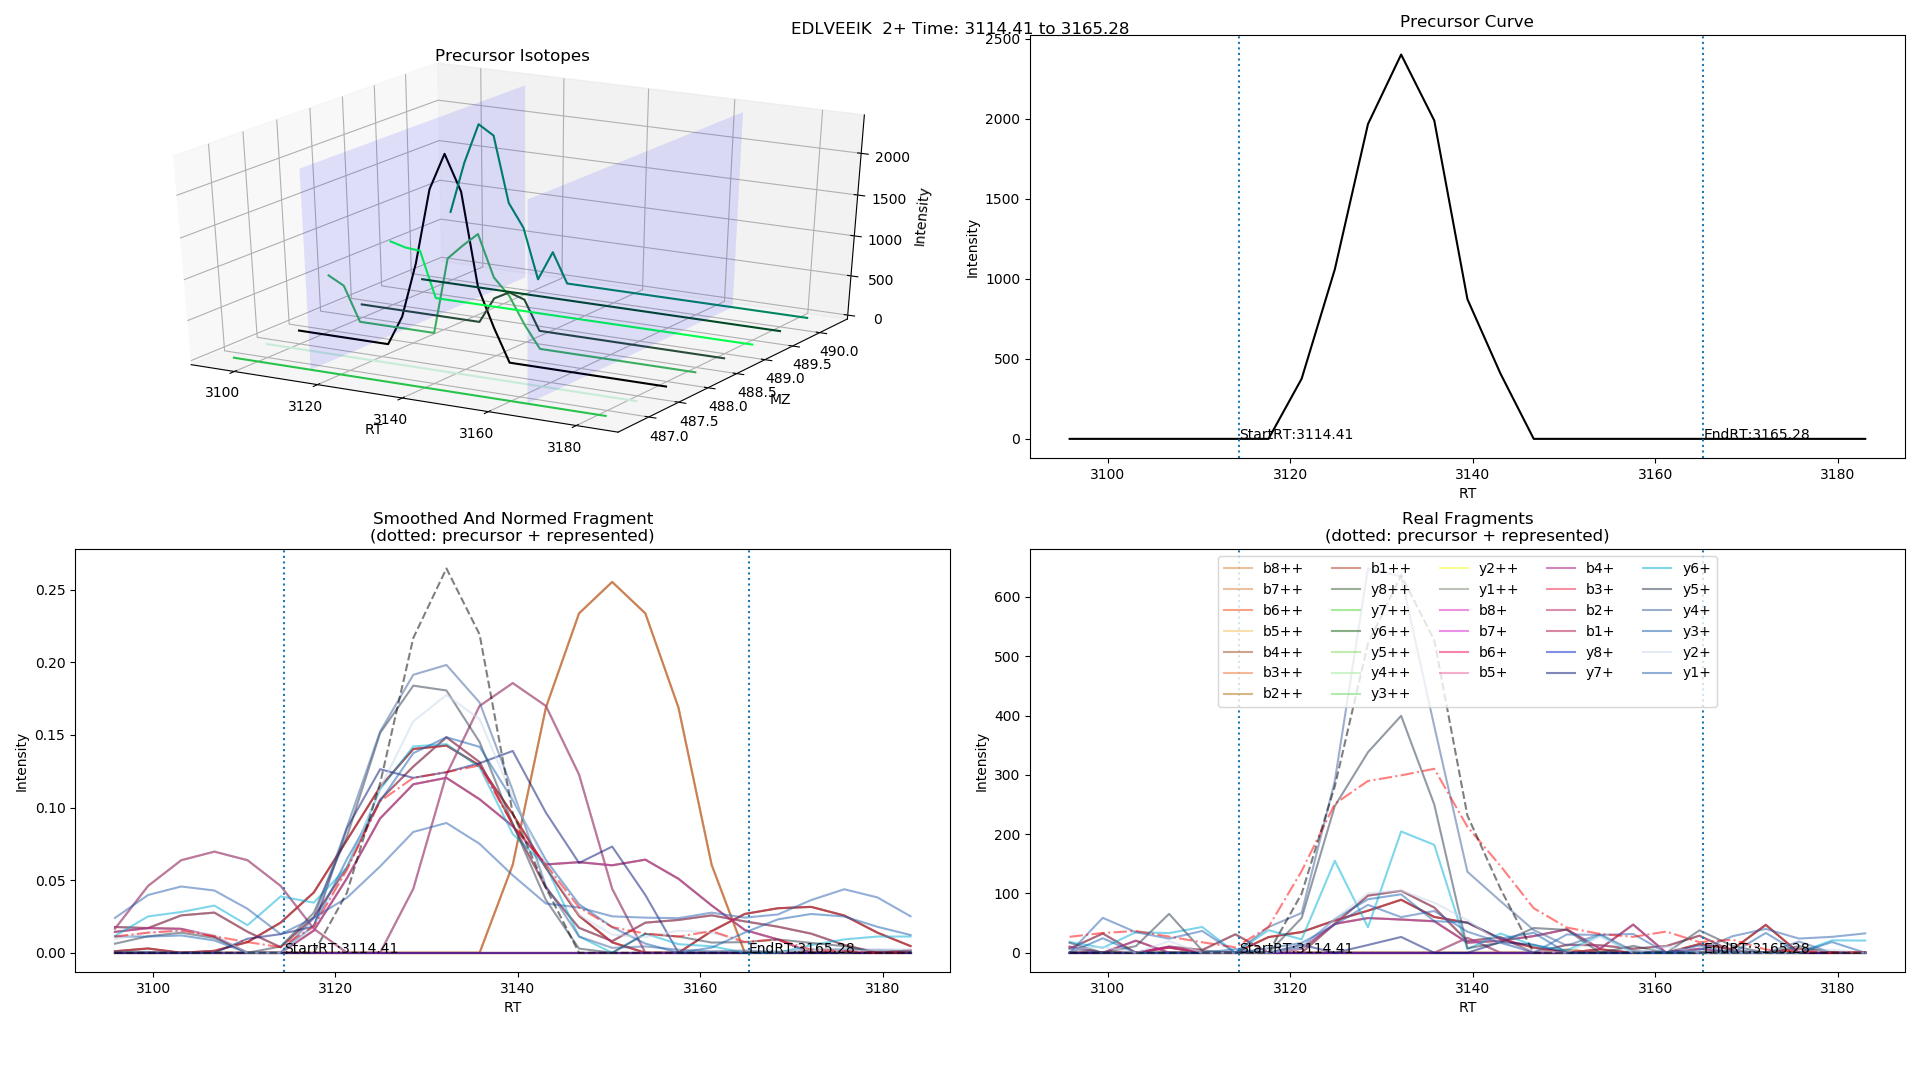 EDLVEEIK  2+ Time: 3114.41 to 3165.28
Precursor Isotopes
2000
1500
1000
500
0
Intensity
490.0
489.5
489.0
488.5
488.0
487.5
487.0
MZ
3100
3120
3140
3160
3180
RT
Precursor Curve
2500
2000
1500
1000
500
0
Intensity
StartRT:3114.41
EndRT:3165.28
3100
3120
3140
3160
3180
RT
Smoothed And Normed Fragment
(dotted: precursor + represented)
0.25
0.20
0.15
0.10
0.05
0.00
Intensity
StartRT:3114.41
EndRT:3165.28
3100
3120
3140
3160
3180
RT
Real Fragments
(dotted: precursor + represented)
b8++
b7++
b6++
b5++
b4++
b3++
b2++
b1++
y8++
y7++
y6++
y5++
y4++
y3++
y2++
y1++
b8+
b7+
b6+
b5+
b4+
b3+
b2+
b1+
y8+
y7+
y6+
y5+
y4+
y3+
y2+
y1+
600
500
400
300
200
100
0
Intensity
StartRT:3114.41
EndRT:3165.28
3100
3120
3140
3160
3180
RT